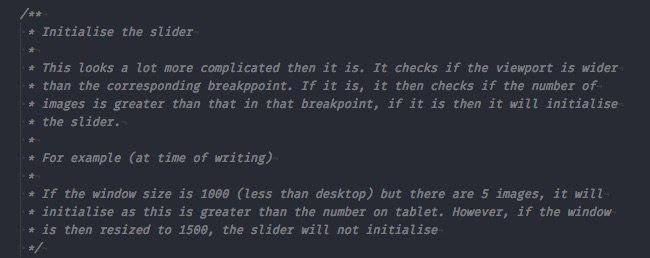 /**
* Initialise the slider
*
* This looks a lot more complicated then it is. It checks if the viewport is wider
* than the corresponding breakppoint. If it is, it then checks if the number of
* images is greater than that in that breakpoint, if it is then it will initialise
* the slider.
*
* For example (at time of writing)
*
* If the window size is 1000 (less than desktop) but there are 5 images, it will
* initialise as this is greater than the number on tablet. However, if the window
* is then resized to 1500, the slider will not initialise
*/